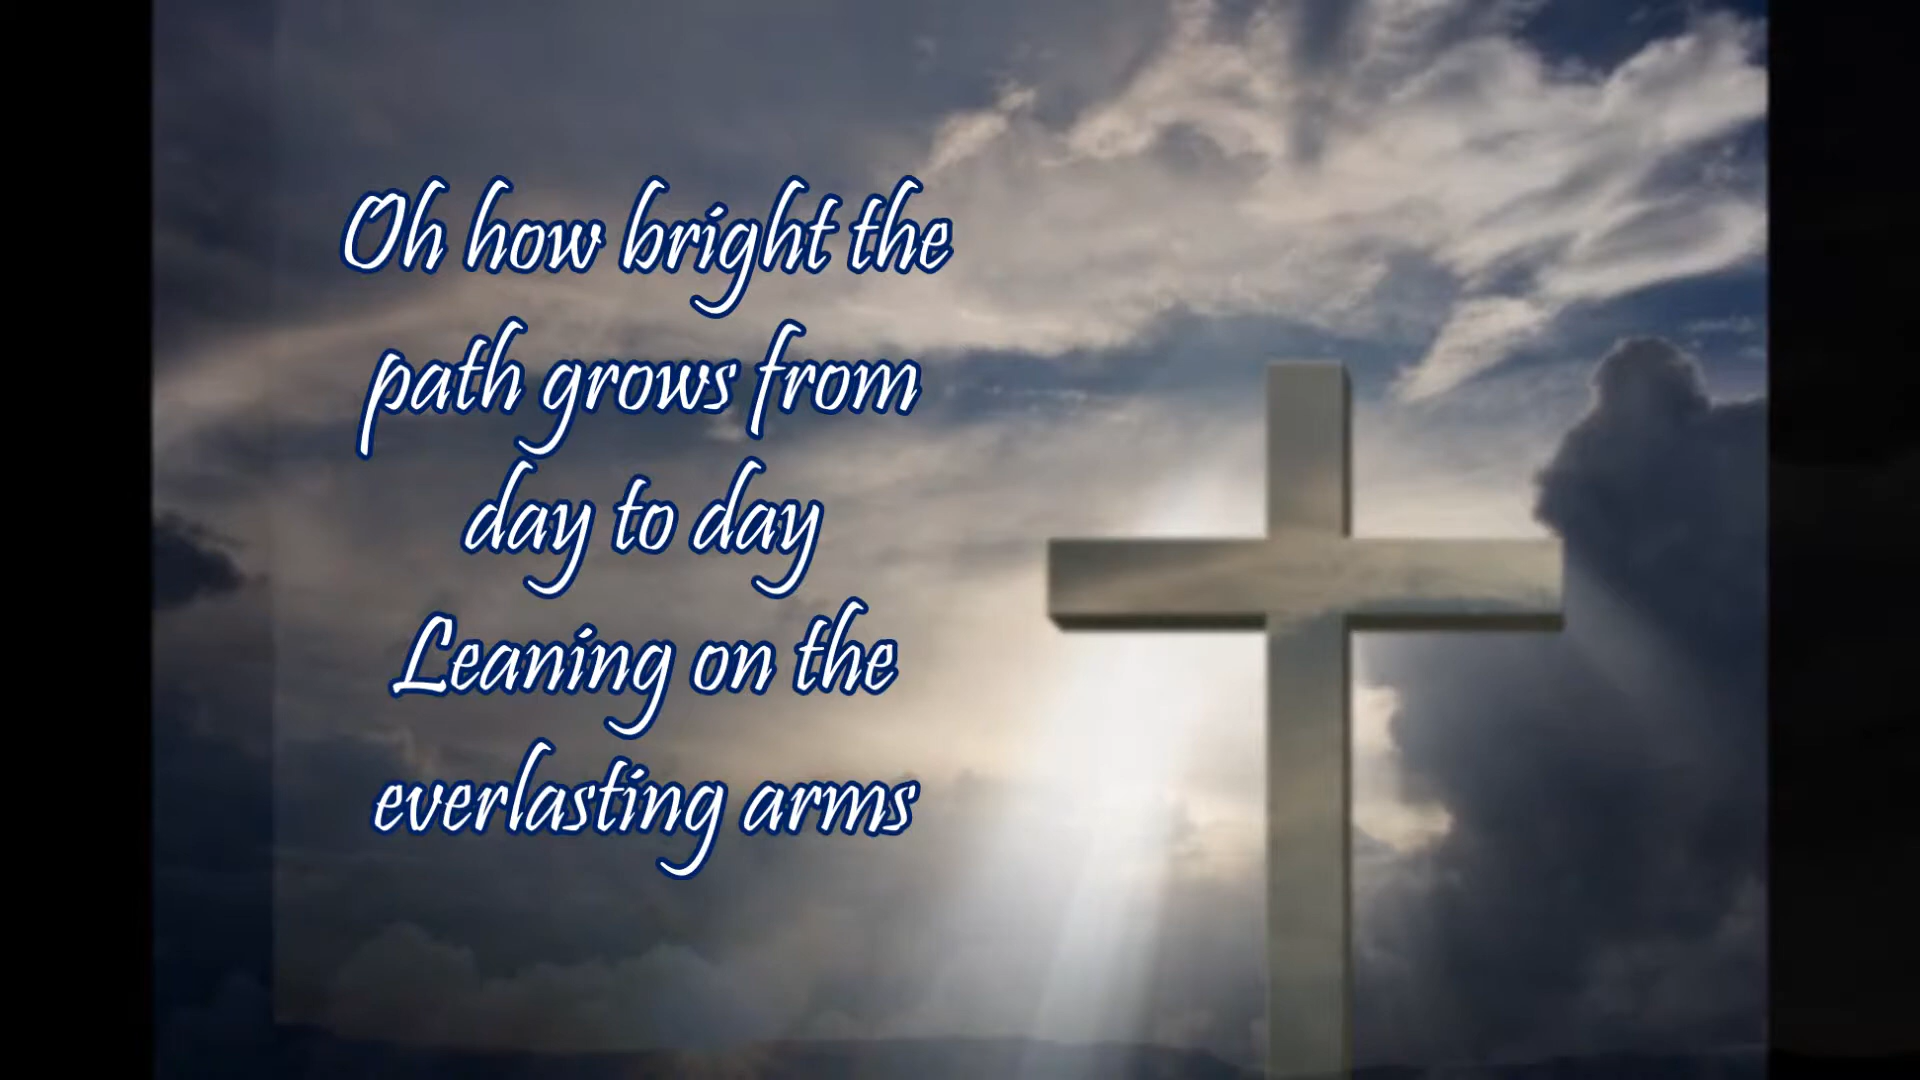 Oh how bright the
path grows from
day to day
Leaning on the
everlasting arms